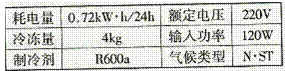 耗电量 0.72kW·h/24h 额定电压 220V
冷冻量 4kg 输入功率 120W
制冷剂 R600a 气候类型 N·ST